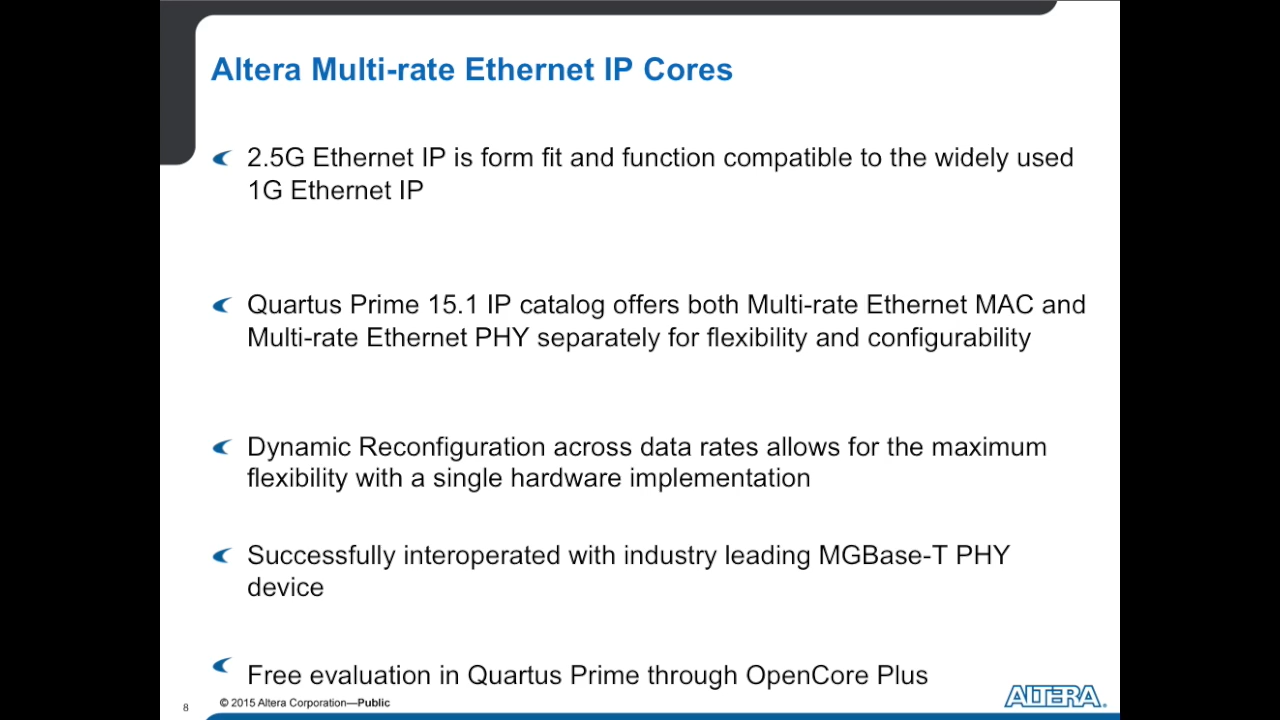 Altera Multi-rate Ethernet IP Cores
2.5G Ethernet IP is form fit and function compatible to the widely used
1G Ethernet IP
Quartus Prime 15.1 IP catalog offers both Multi-rate Ethernet MAC and
Multi-rate Ethernet PHY separately for flexibility and configurability
Dynamic Reconfiguration across data rates allows for the maximum
flexibility with a single hardware implementation
Successfully interoperated with industry leading MGBase-T PHY
device
Free evaluation in Quartus Prime through OpenCore Plus
8
© 2015 Altera Corporation—Public
ALTERA®